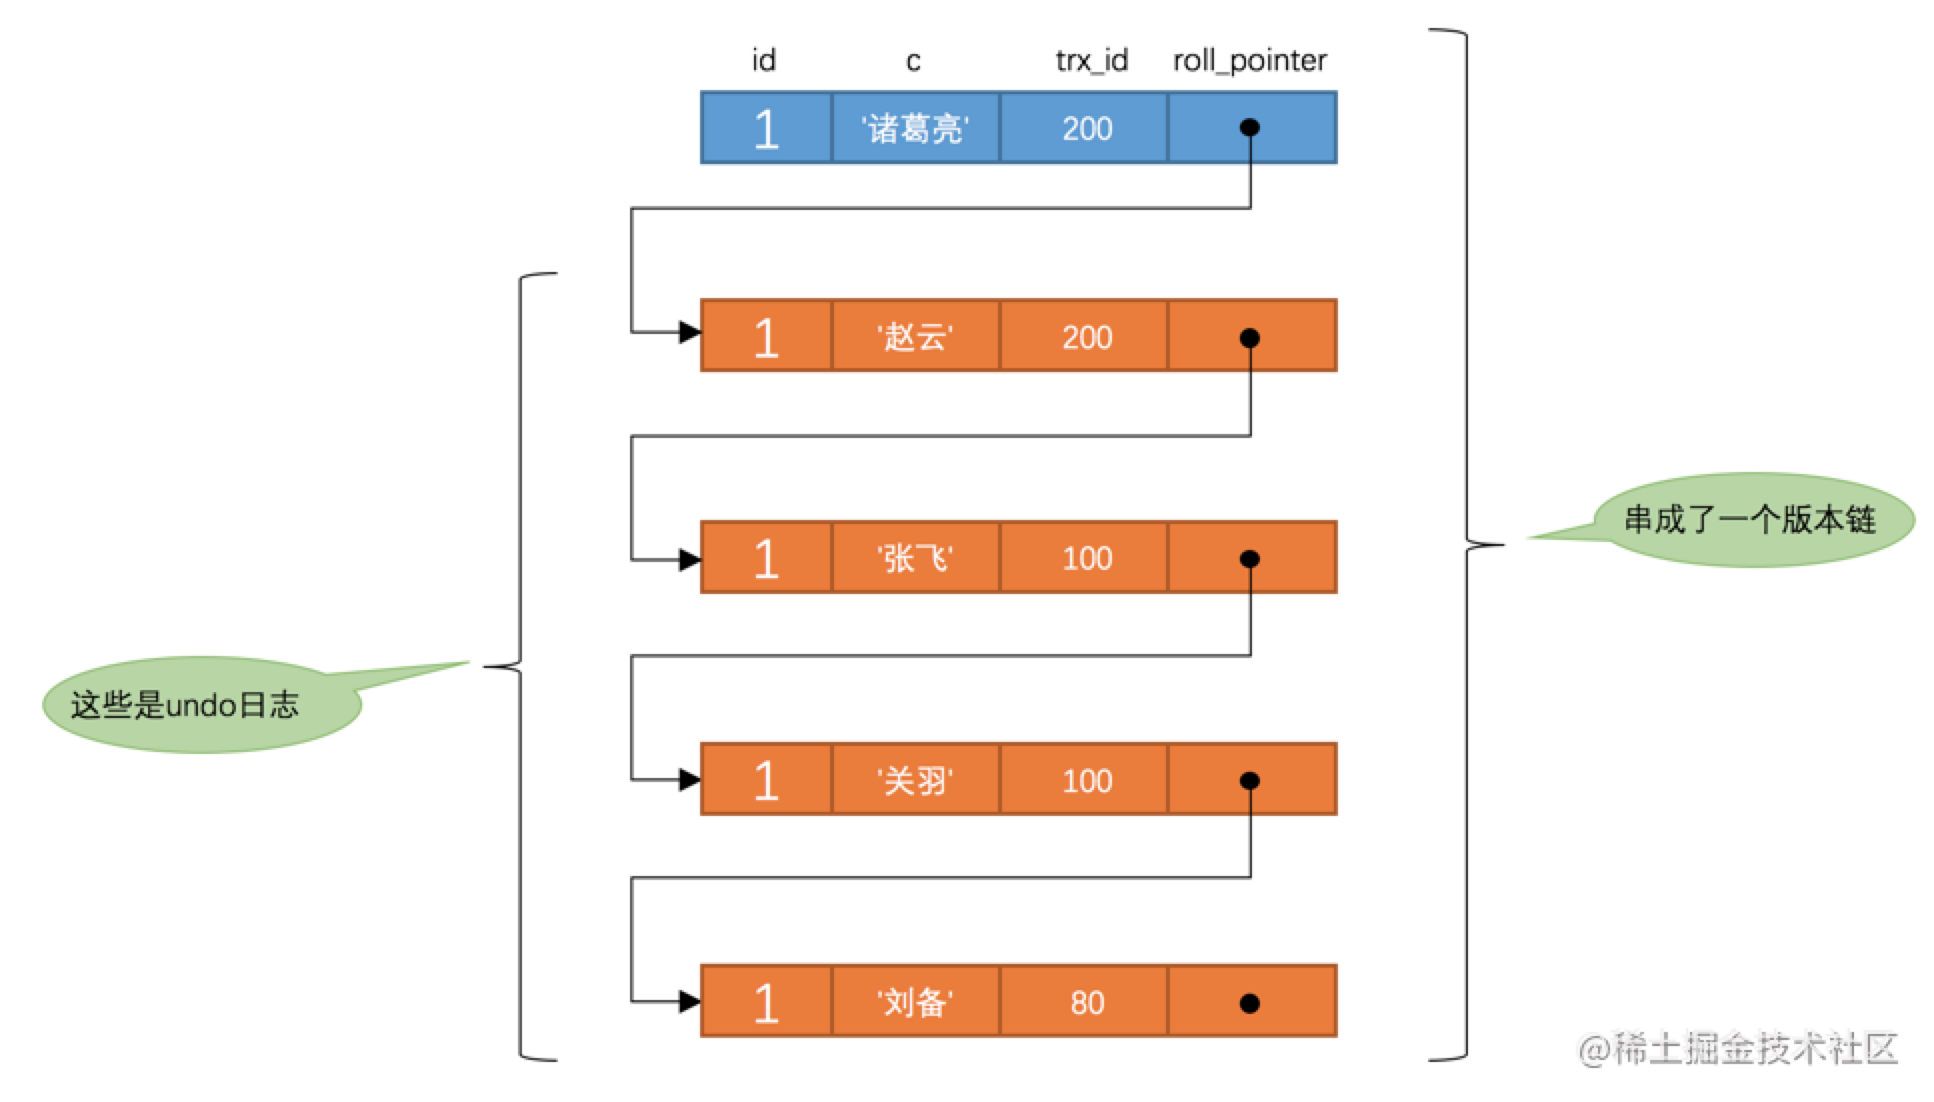 id c trx_id roll_pointer
1 '诸葛亮' 200
1 '赵云' 200
1 '张飞' 100
串成了一个版本链
这些是undo日志
1 '关羽' 100
1 '刘备' 80
@稀土掘金技术社区